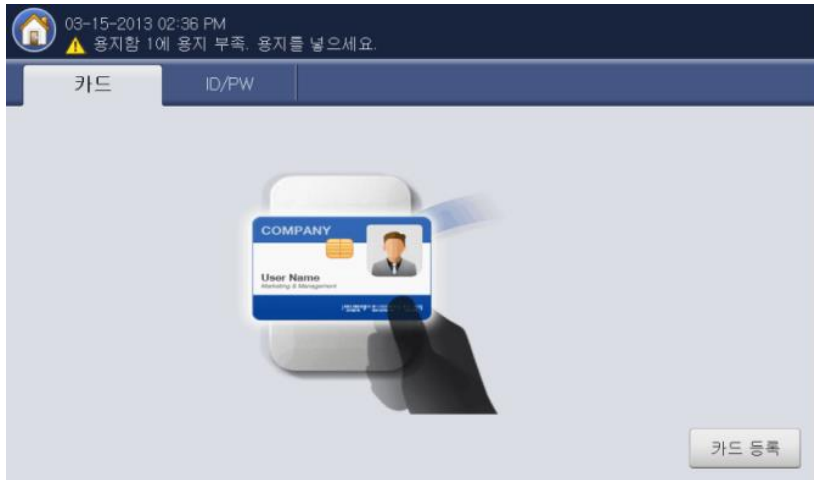 03-15-2013 02:36 PM
용지함 1에 용지 부족. 용지를 넣으세요.
카드
ID/PW
COMPANY
User Name
Marketing & Management
카드 등록